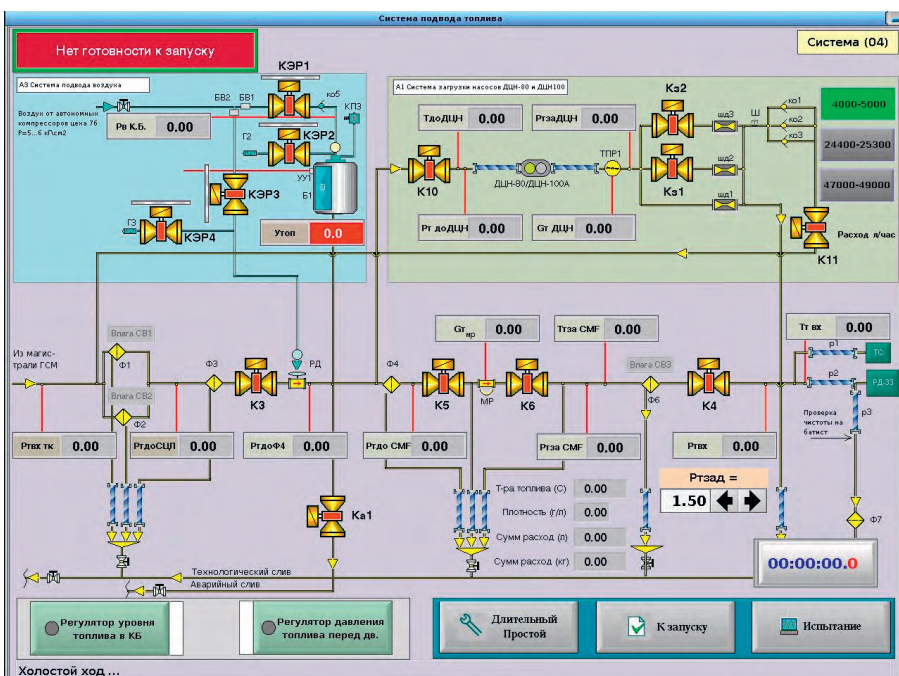 Система подвода топлива
Нет готовности к запуску
Система (04)
А3 Система подвода воздуха
КЭР1
БВ2
БВ1
ко5
КП3
Воздух от автономных
компрессоров цеха 76
Р=5...6 кПсм2
Рв К.Б.
0.00
Г2
КЭР2
УУ1
Б1
КЭР3
Г3
КЭР4
Утоп
0.0
А1 Система загрузки насосов ДЦН-80 и ДЦН100
Кз2
ТдоДЦН
0.00
РтзаДЦН
0.00
шд3
ко1
4000-5000
ТПР1
ко2
К10
ДЦН-80/ДЦН-100А
Кз1
шд2
ко3
24400-25300
шд1
47000-49000
Рт доДЦН
0.00
Gт ДЦН
0.00
Расход л/час
К11
Влага СВ1
Gт мр
0.00
Ттза CMF
0.00
Тт вх
0.00
Из магис-
трали ГСМ
Ф1
Ф3
РД
Ф4
Влага СВ3
р1
ТС
Влага СВ2
К3
К5
МР
К6
Ф6
К4
р2
РД-33
Ф2
р3
Проверка
чистоты на
батист
Ртвх тк
0.00
РтдоСЦЛ
0.00
РтдоФ4
0.00
Ртдо CMF
0.00
Ртза CMF
0.00
Ртвх
0.00
Ртзад =
1.50
Т-ра топлива (С)
0.00
Плотность (г/л)
0.00
Ка1
Ф7
Сумм расход (л)
0.00
Сумм расход (кг)
0.00
00:00:00.0
Технологический слив
Аварийный слив
Регулятор уровня
топлива в КБ
Регулятор давления
топлива перед дв.
Длительный
Простой
К запуску
Испытание
Холостой ход ...